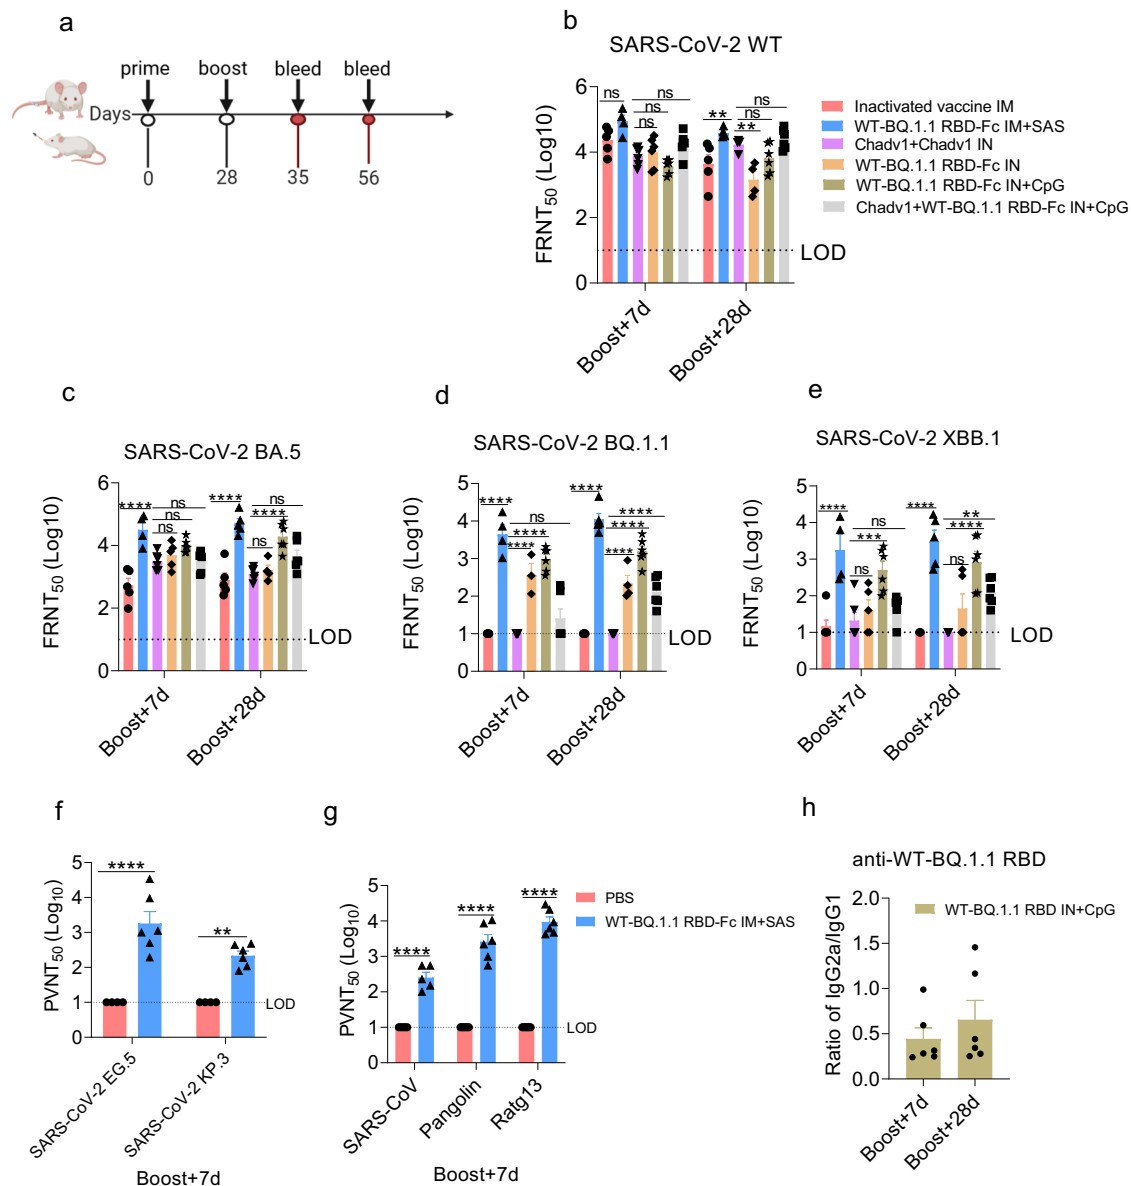 a
prime boost bleed bleed
Days
0 28 35 56
b
SARS-CoV-2 WT
FRNT50 (Log10)
6
4
2
0
ns ns ns ns
** ns ** ns
LOD
Boost+7d
Boost+28d
Inactivated vaccine IM
WT-BQ.1.1 RBD-Fc IM+SAS
Chadv1+Chadv1 IN
WT-BQ.1.1 RBD-Fc IN
WT-BQ.1.1 RBD-Fc IN+CpG
Chadv1+WT-BQ.1.1 RBD-Fc IN+CpG
c
SARS-CoV-2 BA.5
FRNT50 (Log10)
6
4
2
0
**** ns ns ns
**** ns **** ns
LOD
Boost+7d
Boost+28d
d
SARS-CoV-2 BQ.1.1
FRNT50 (Log10)
5
4
3
2
1
0
**** ns **** ****
**** **** **** ****
LOD
Boost+7d
Boost+28d
e
SARS-CoV-2 XBB.1
FRNT50 (Log10)
5
4
3
2
1
0
**** ns *** ns
**** ** **** ns
LOD
Boost+7d
Boost+28d
f
PVNT50 (Log10)
5
4
3
2
1
0
****
**
LOD
SARS-CoV-2 EG.5
SARS-CoV-2 KP.3
Boost+7d
g
PVNT50 (Log10)
5
4
3
2
1
0
****
****
****
LOD
SARS-CoV
Pangolin
Ratg13
Boost+7d
PBS
WT-BQ.1.1 RBD-Fc IM+SAS
h
anti-WT-BQ.1.1 RBD
Ratio of IgG2a/IgG1
2.0
1.5
1.0
0.5
0.0
WT-BQ.1.1 RBD IN+CpG
Boost+7d
Boost+28d